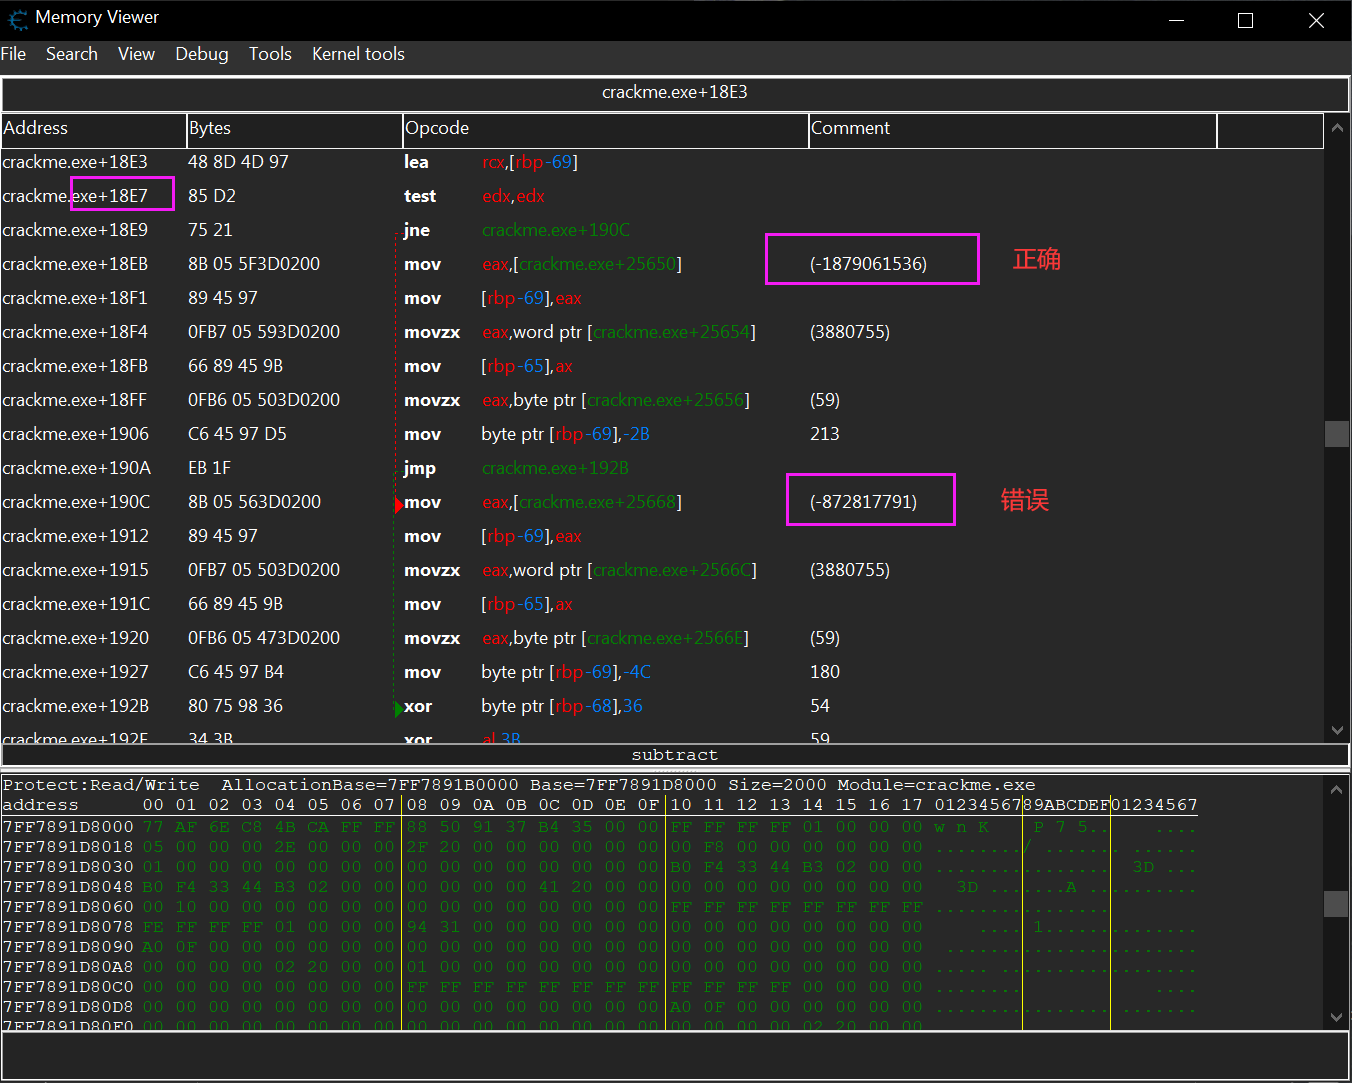 Memory Viewer
File Search View Debug Tools Kernel tools
crackme.exe+18E3
Address Bytes Opcode Comment
crackme.exe+18E3 48 8D 4D 97 lea rcx,[rbp-69]
crackme.exe+18E7 85 D2 test edx,edx
crackme.exe+18E9 75 21 jne crackme.exe+190C
crackme.exe+18EB 8B 05 5F3D0200 mov eax,[crackme.exe+25650] (-1879061536) 正确
crackme.exe+18F1 89 45 97 mov [rbp-69],eax
crackme.exe+18F4 0FB7 05 593D0200 movzx eax,word ptr [crackme.exe+25654] (3880755)
crackme.exe+18FB 66 89 45 9B mov [rbp-65],ax
crackme.exe+18FF 0FB6 05 503D0200 movzx eax,byte ptr [crackme.exe+25656] (59)
crackme.exe+1906 C6 45 97 D5 mov byte ptr [rbp-69],-2B 213
crackme.exe+190A EB 1F jmp crackme.exe+192B
crackme.exe+190C 8B 05 563D0200 mov eax,[crackme.exe+25668] (-872817791) 错误
crackme.exe+1912 89 45 97 mov [rbp-69],eax
crackme.exe+1915 0FB7 05 503D0200 movzx eax,word ptr [crackme.exe+2566C] (3880755)
crackme.exe+191C 66 89 45 9B mov [rbp-65],ax
crackme.exe+1920 0FB6 05 473D0200 movzx eax,byte ptr [crackme.exe+2566E] (59)
crackme.exe+1927 C6 45 97 B4 mov byte ptr [rbp-69],-4C 180
crackme.exe+192B 80 75 98 36 xor byte ptr [rbp-68],36 54
crackme.exe+192F 34 3B xor al,3B 59
subtract
Protect:Read/Write AllocationBase=7FF7891B0000 Base=7FF7891D8000 Size=2000 Module=crackme.exe
address 00 01 02 03 04 05 06 07 08 09 0A 0B 0C 0D 0E 0F 10 11 12 13 14 15 16 17 0123456789ABCDEF01234567
7FF7891D8000 77 AF 6E C8 4B CA FF FF 88 50 91 37 B4 35 00 00 FF FF FF FF 01 00 00 00 w n K P 7 5 . . . . . .
7FF7891D8018 05 00 00 00 2E 00 00 00 2F 20 00 00 00 00 00 00 00 F8 00 00 00 00 00 00 . . . . . . . . / . . . . . . . . . . . . .
7FF7891D8030 01 00 00 00 00 00 00 00 00 00 00 00 00 00 00 00 B0 F4 33 44 B3 02 00 00 . . . . . . . . . . . . . . . . 3D . . .
7FF7891D8048 B0 F4 33 44 B3 02 00 00 00 00 00 00 41 20 00 00 00 00 00 00 00 00 00 00 3D . . . . . . . A . . . . . . . . . .
7FF7891D8060 00 10 00 00 00 00 00 00 00 00 00 00 00 00 00 00 FF FF FF FF FF FF FF FF . . . . . . . . . . . . . . . .
7FF7891D8078 FE FF FF FF 01 00 00 00 94 31 00 00 00 00 00 00 00 00 00 00 00 00 00 00 . . . . 1 . . . . . . . . . . . . . .
7FF7891D8090 A0 0F 00 00 00 00 00 00 00 00 00 00 00 00 00 00 00 00 00 00 00 00 00 00 . . . . . . . . . . . . . . . . . . . . . . .
7FF7891D80A8 00 00 00 00 02 20 00 00 01 00 00 00 00 00 00 00 00 00 00 00 00 00 00 00 . . . . . . . . . . . . . . . . . . . . . . .
7FF7891D80C0 00 00 00 00 00 00 00 00 FF FF FF FF FF FF FF FF FF FF FF FF 00 00 00 00 . . . . . . . . . . . .
7FF7891D80D8 00 00 00 00 00 00 00 00 00 00 00 00 00 00 00 00 A0 0F 00 00 00 00 00 00 . . . . . . . . . . . . . . . . . . . . . . .
7FF7891D80F0 00 00 00 00 00 00 00 00 00 00 00 00 00 00 00 00 00 00 00 00 02 20 00 00